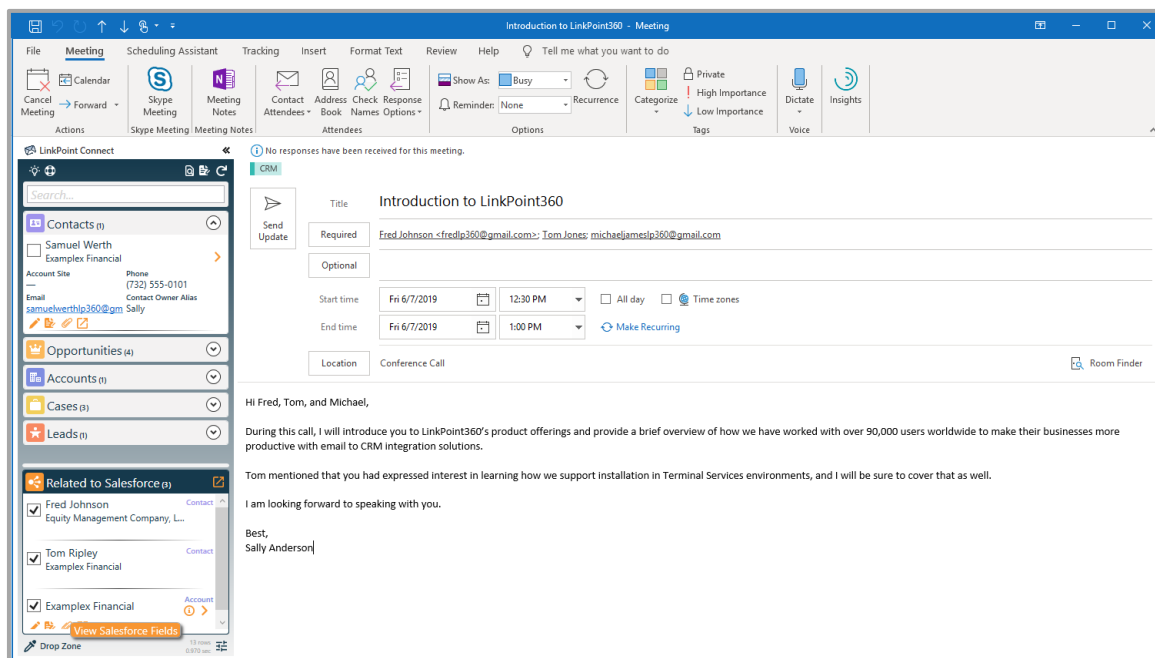 Introduction to LinkPoint360 - Meeting
File Meeting Scheduling Assistant Tracking Insert Format Text Review Help Tell me what you want to do
Cancel Meeting
Calendar
Forward
Actions
Skype Meeting
Skype Meeting
Meeting Notes
Meeting Notes
Contact Attendees
Address Book
Check Names
Response Options
Attendees
Show As: Busy
Reminder: None
Recurrence
Options
Categorize
Private
High Importance
Low Importance
Tags
Dictate
Voice
Insights
LinkPoint Connect
Search...
Contacts (1)
Samuel Werth
Examplex Financial
Account Site Phone
— (732) 555-0101
Email Contact Owner Alias
samuelwerthlp360@gm Sally
Opportunities (4)
Accounts (1)
Cases (3)
Leads (1)
Related to Salesforce (3)
Fred Johnson Contact
Equity Management Company, L...
Tom Ripley Contact
Examplex Financial
Account
Examplex Financial
View Salesforce Fields
Drop Zone
13 rows
0.970 sec
No responses have been received for this meeting.
CRM
Send Update
Title Introduction to LinkPoint360
Required Fred Johnson <fredlp360@gmail.com>; Tom Jones; michaeljameslp360@gmail.com
Optional
Start time Fri 6/7/2019 12:30 PM All day Time zones
End time Fri 6/7/2019 1:00 PM Make Recurring
Location Conference Call Room Finder
Hi Fred, Tom, and Michael,
During this call, I will introduce you to LinkPoint360's product offerings and provide a brief overview of how we have worked with over 90,000 users worldwide to make their businesses more
productive with email to CRM integration solutions.
Tom mentioned that you had expressed interest in learning how we support installation in Terminal Services environments, and I will be sure to cover that as well.
I am looking forward to speaking with you.
Best,
Sally Anderson